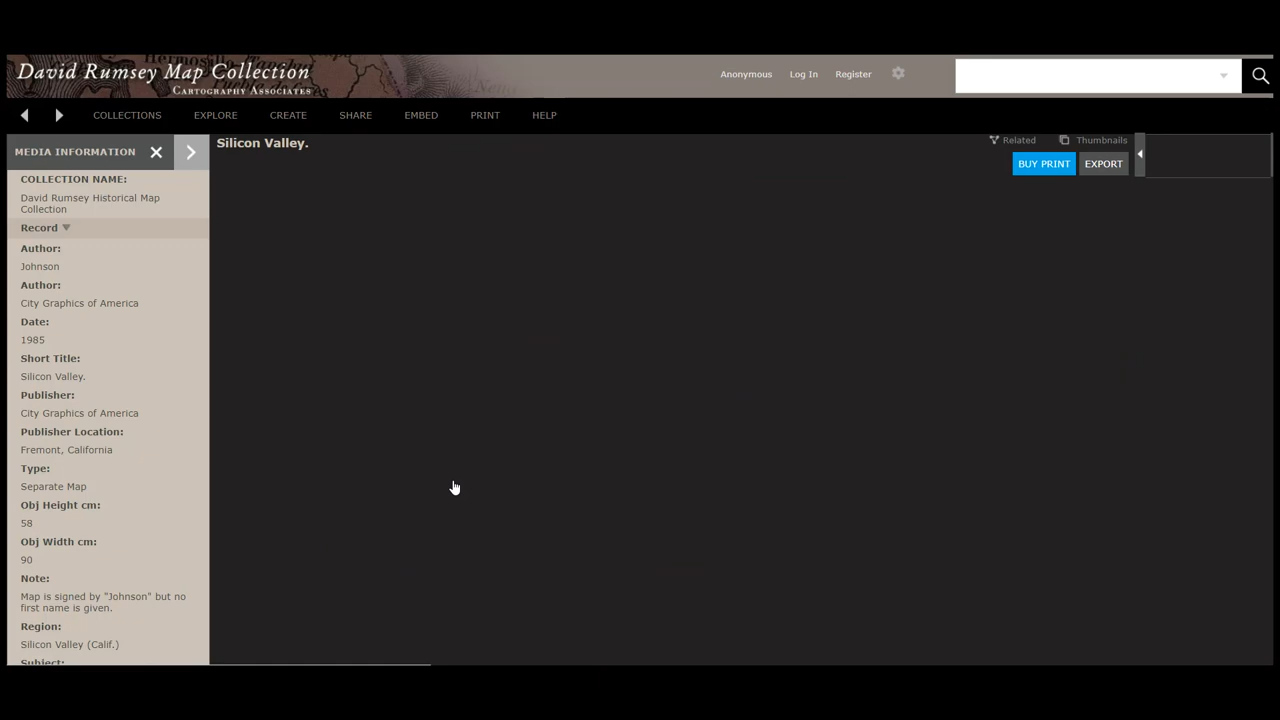 David Rumsey Map Collection
Cartography Associates
Anonymous Log In Register
COLLECTIONS EXPLORE CREATE SHARE EMBED PRINT HELP
MEDIA INFORMATION
Silicon Valley.
Related Thumbnails
BUY PRINT EXPORT
COLLECTION NAME:
David Rumsey Historical Map
Collection
Record
Author:
Johnson
Author:
City Graphics of America
Date:
1985
Short Title:
Silicon Valley.
Publisher:
City Graphics of America
Publisher Location:
Fremont, California
Type:
Separate Map
Obj Height cm:
58
Obj Width cm:
90
Note:
Map is signed by "Johnson" but no
first name is given.
Region:
Silicon Valley (Calif.)
Subject: